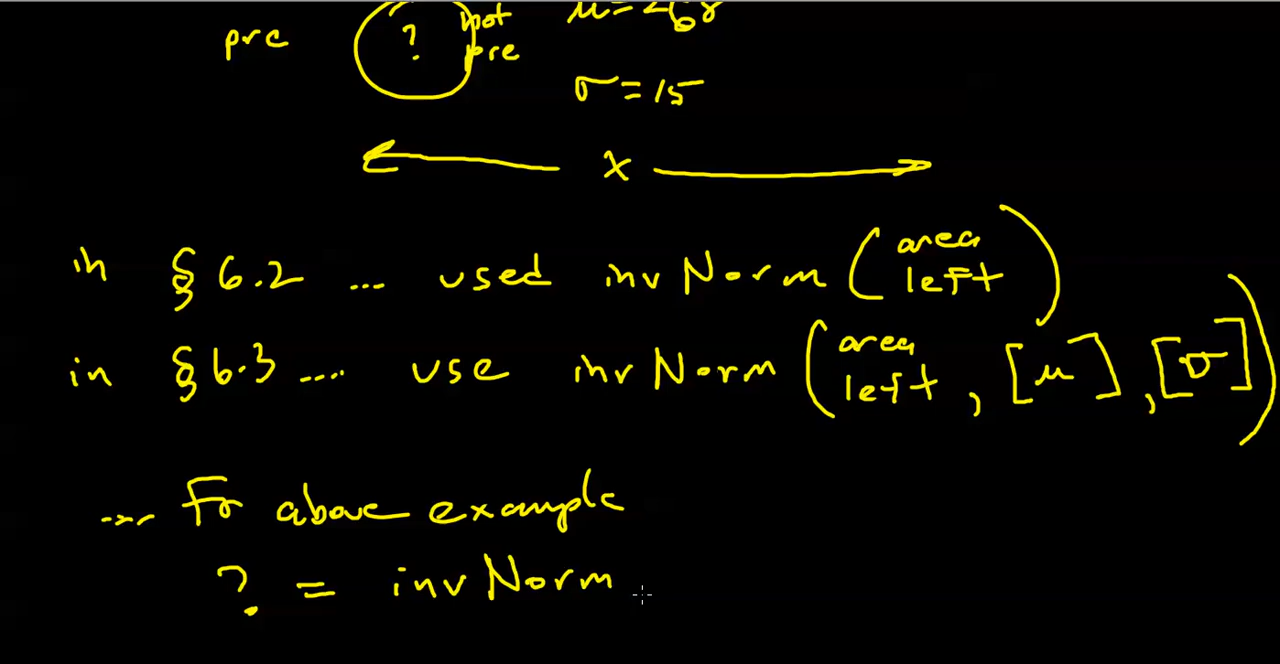 pre ? not pre μ = 268
σ = 15
x
in § 6.2 ... used invNorm (area left)
in § 6.3 .... use invNorm (area left, [μ], [σ])
... For above example
? = invNorm